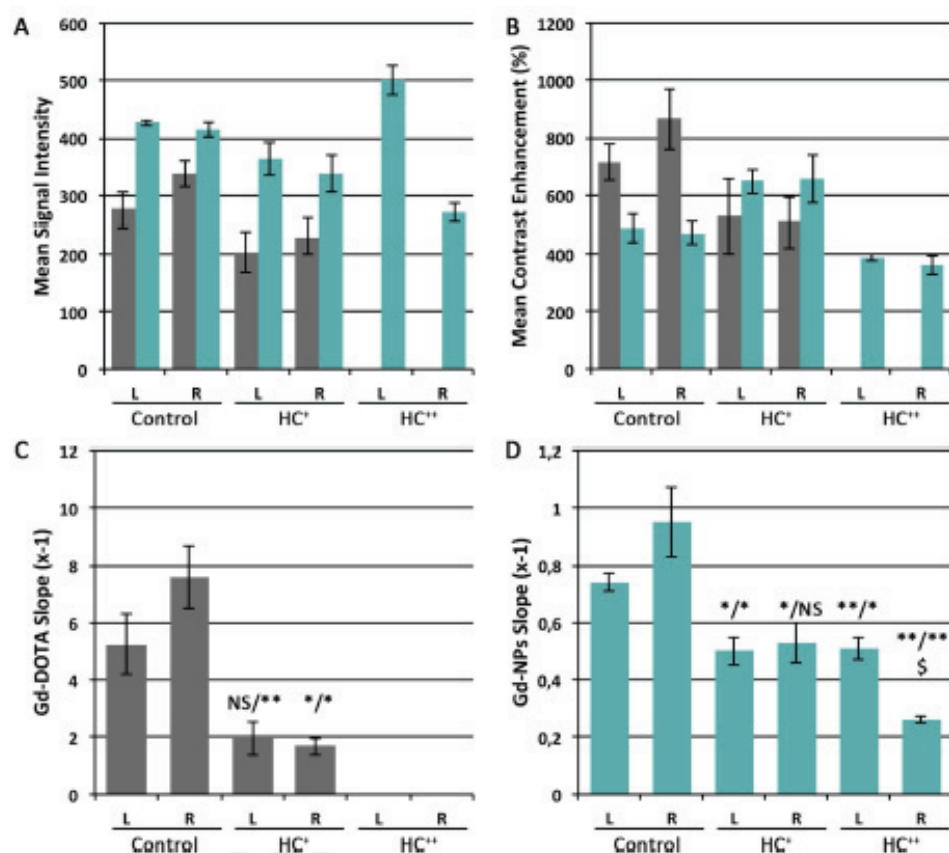 A
Mean Signal Intensity
600
500
400
300
200
100
0
L R L R L R
Control HC⁺ HC⁺⁺
B
Mean Contrast Enhancement (%)
1200
1000
800
600
400
200
0
L R L R L R
Control HC⁺ HC⁺⁺
C
Gd-DOTA Slope (x-1)
12
10
8
6
4
2
0
NS/** */*
L R L R L R
Control HC⁺ HC⁺⁺
D
Gd-NPs Slope (x-1)
1,2
1
0,8
0,6
0,4
0,2
0
*/* */NS **/* **/**
$
L R L R L R
Control HC⁺ HC⁺⁺